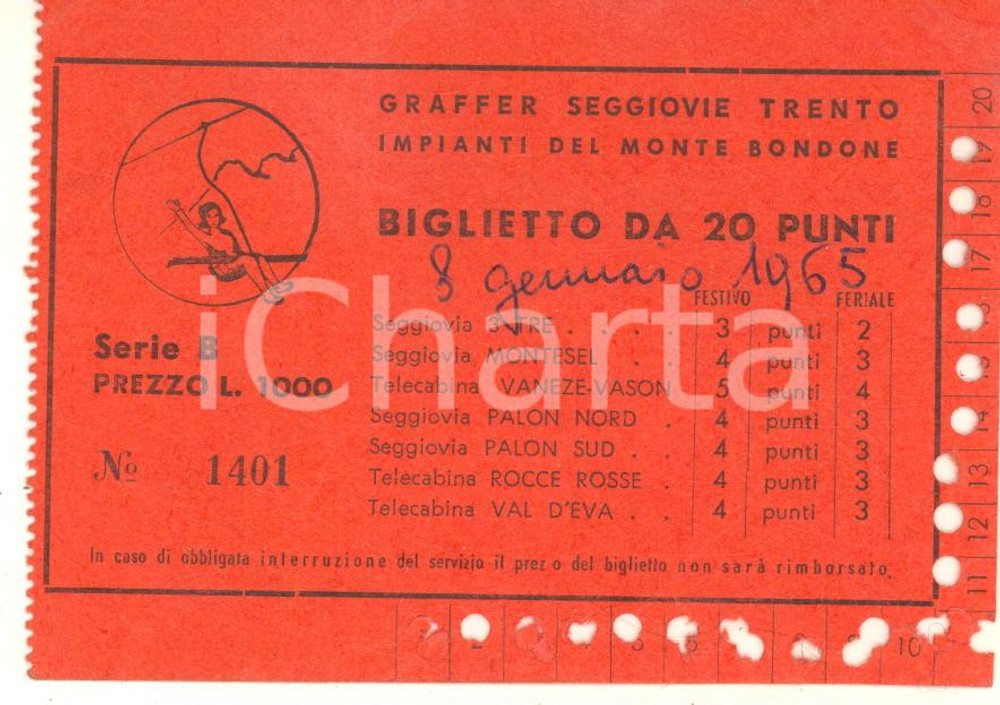 GRAFFER SEGGIOVIE TRENTO
IMPIANTI DEL MONTE BONDONE
BIGLIETTO DA 20 PUNTI
8 gennaio 1965
FESTIVO FERIALE
Seggiovia 3-TRE . . . . 3 punti 2
Seggiovia MONTESEL . 4 punti 3
Telecabina VANEZE-VASON 5 punti 4
Seggiovia PALON NORD . 4 punti 3
Seggiovia PALON SUD . . 4 punti 3
Telecabina ROCCE ROSSE . 4 punti 3
Telecabina VAL D'EVA . . 4 punti 3
Serie B
PREZZO L. 1000
No 1401
In caso di obbligata interruzione del servizio il prezzo del biglietto non sarà rimborsato.
2
5
6
10
11
12
13
14
15
17
18
19
20
iCharta